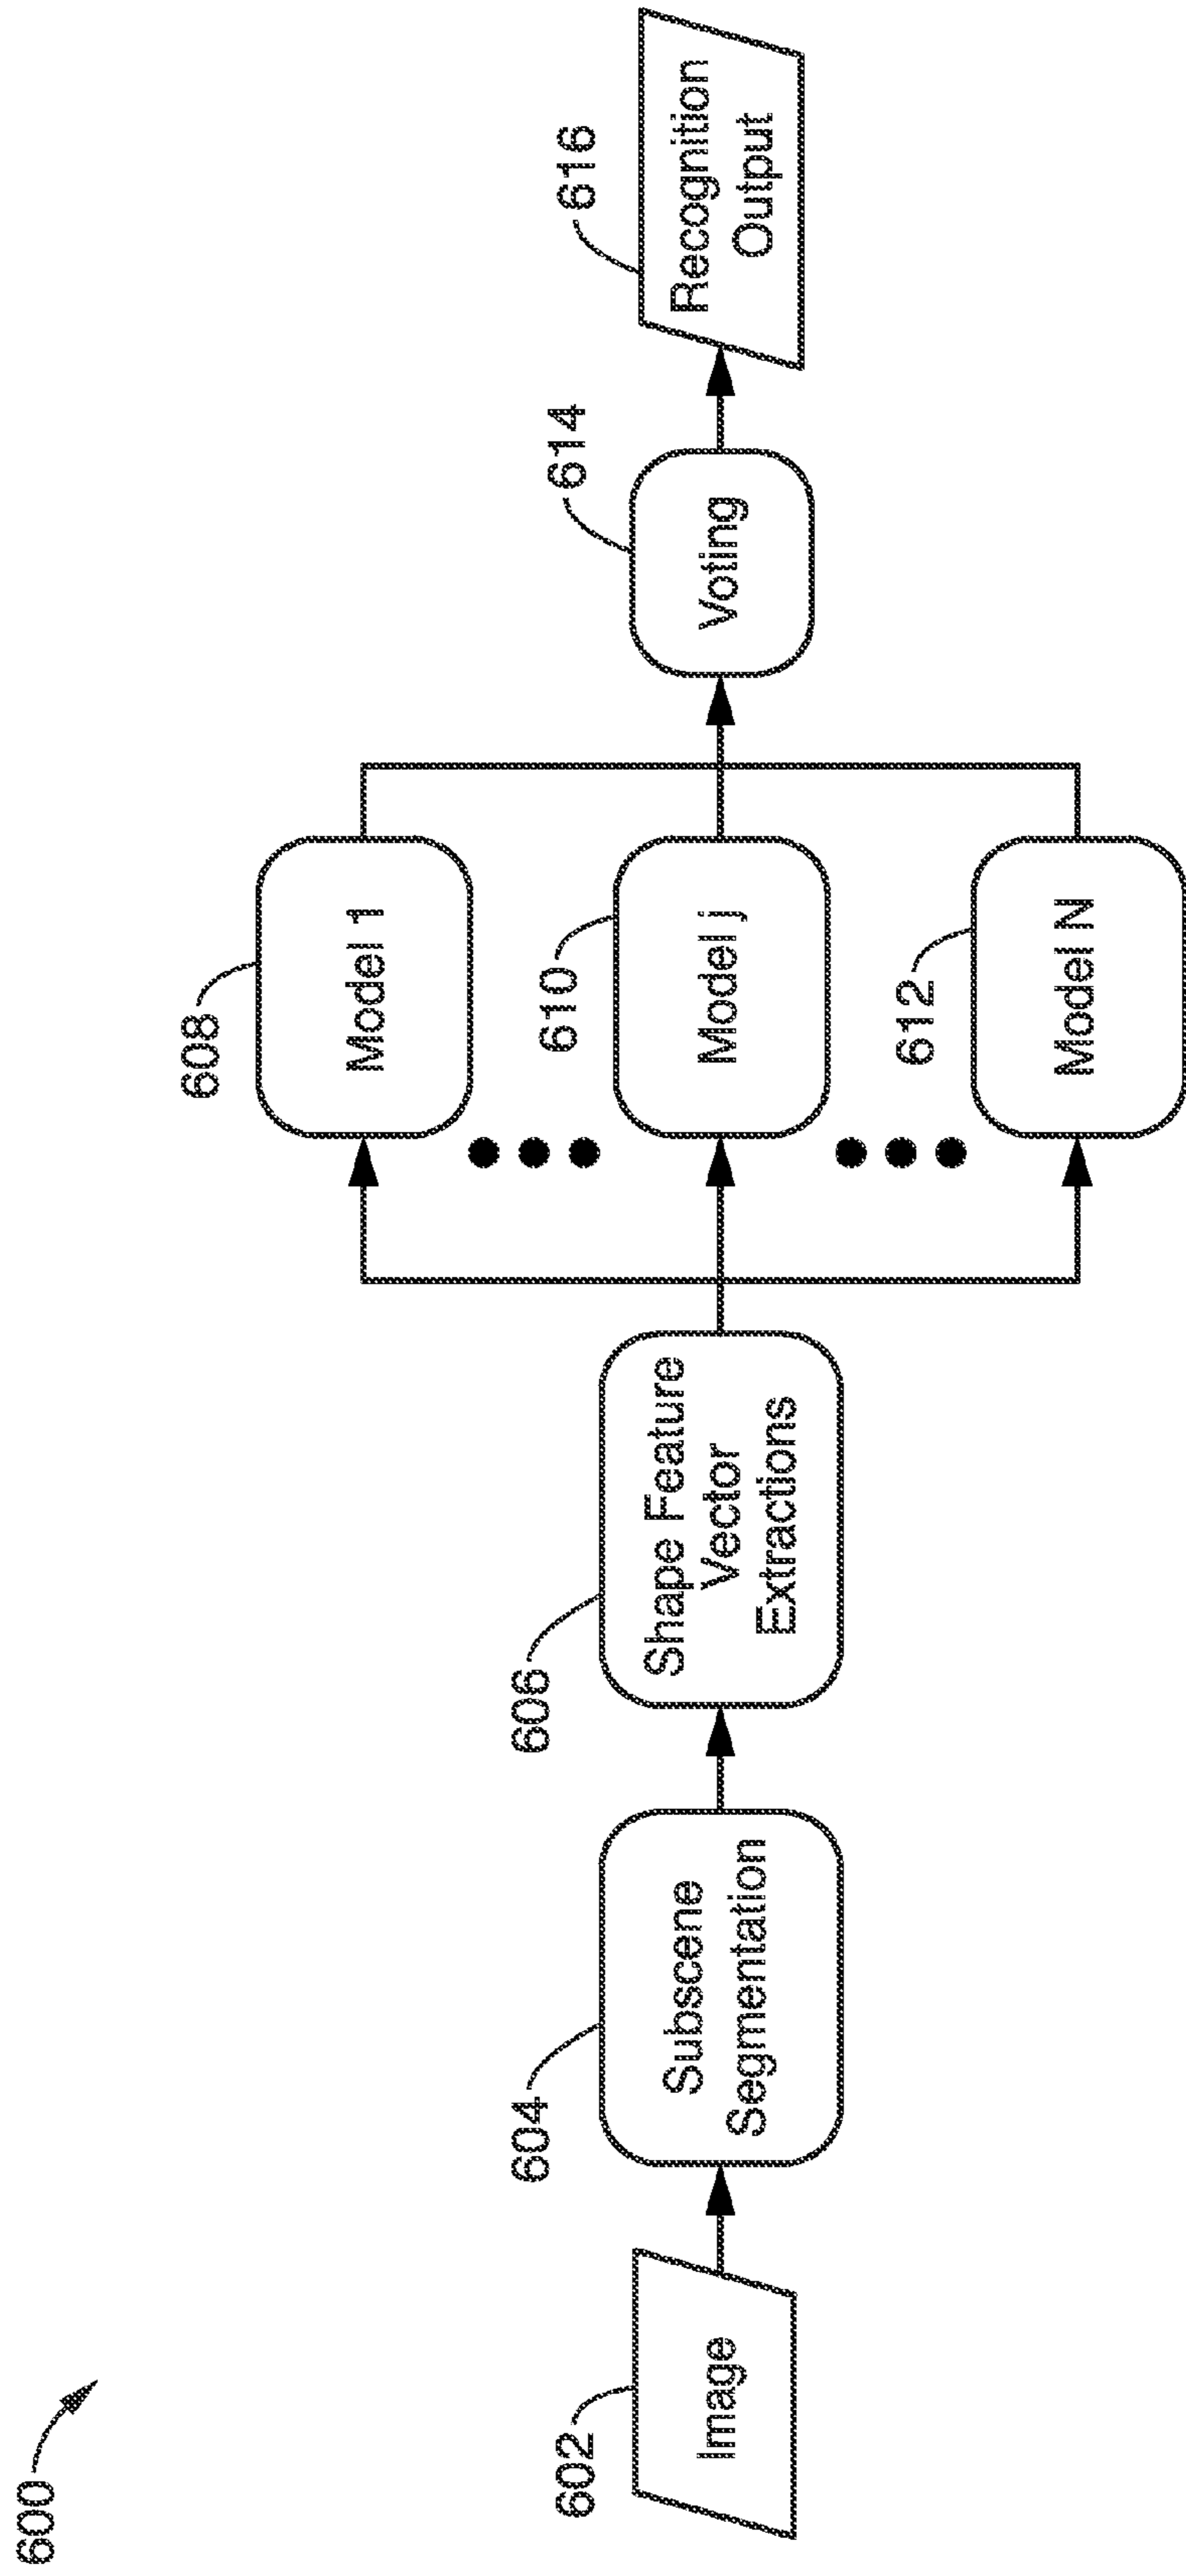 600
602
Image
604
Subscene
Segmentation
606
Shape Feature
Vector
Extractions
608
Model 1
610
Model j
612
Model N
614
Voting
616
Recognition
Output